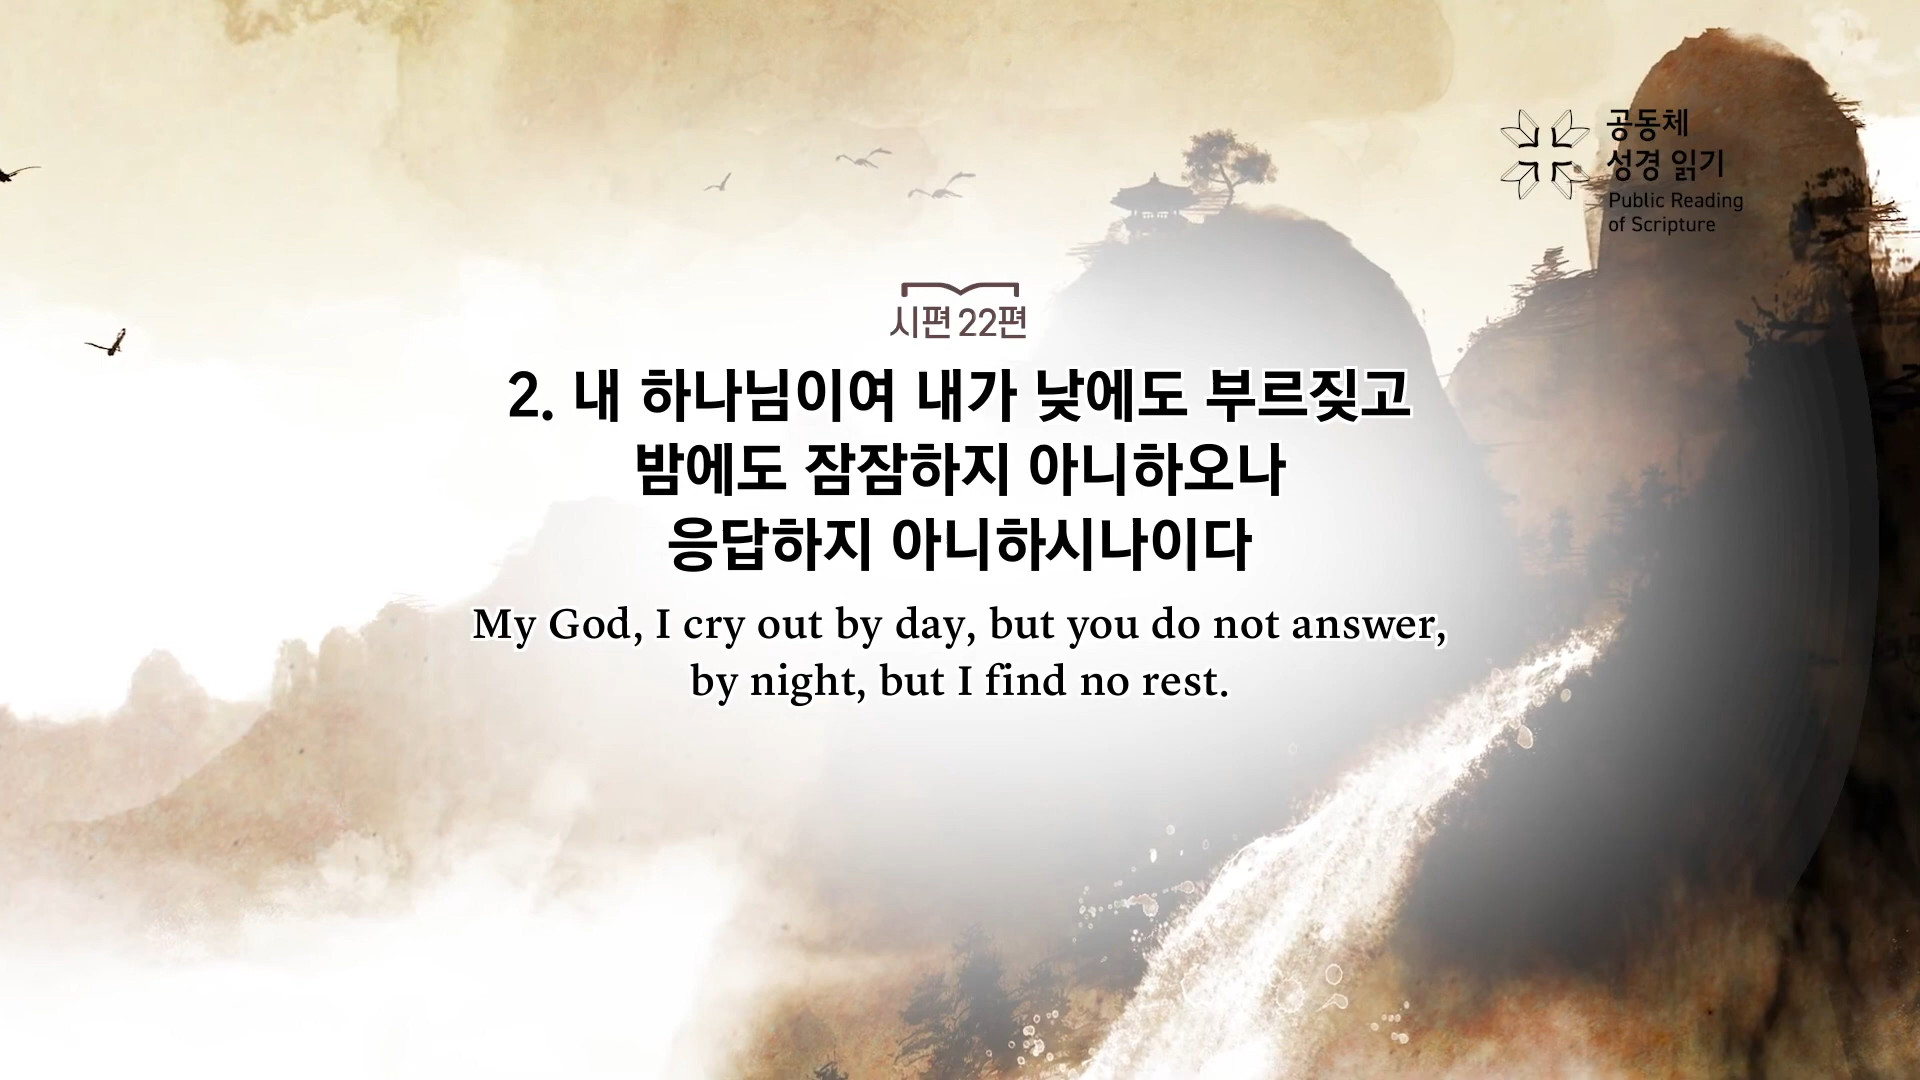 공동체
성경 읽기
Public Reading
of Scripture
시편 22편
2. 내 하나님이여 내가 낮에도 부르짖고
밤에도 잠잠하지 아니하오나
응답하지 아니하시나이다
My God, I cry out by day, but you do not answer,
by night, but I find no rest.